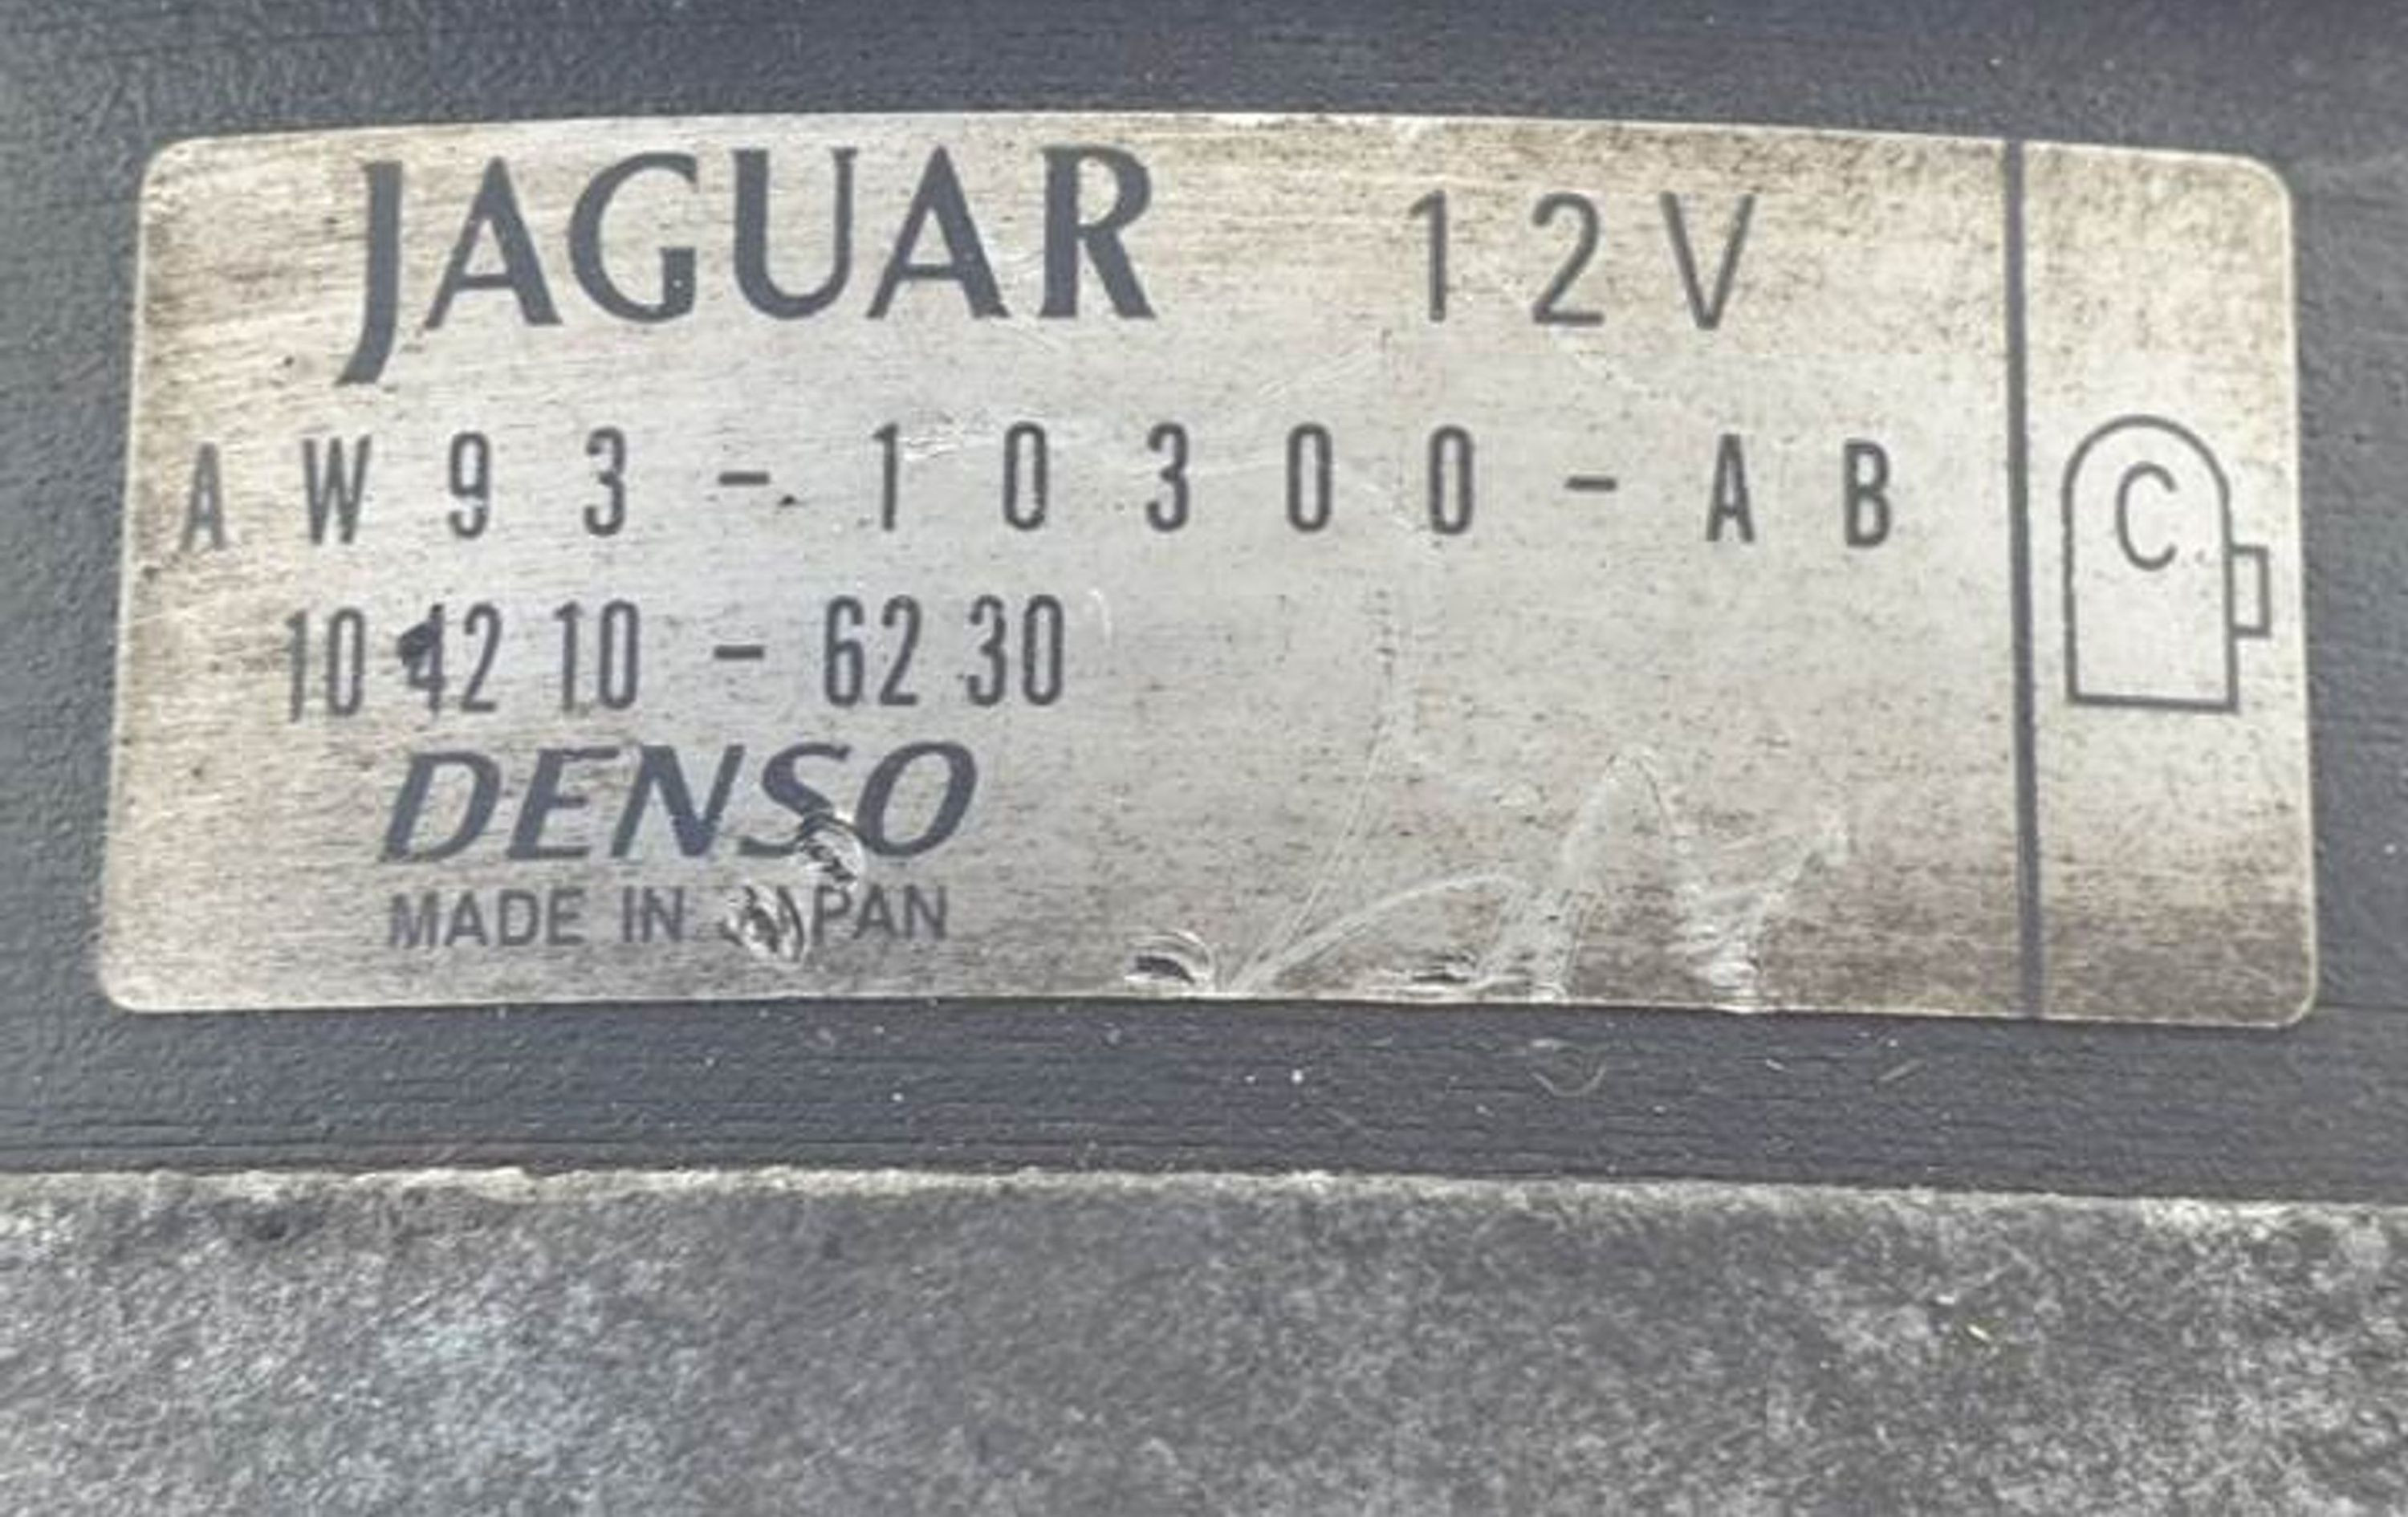 JAGUAR 12V
AW93-10300-AB
C
104210-6230
DENSO
MADE IN JAPAN